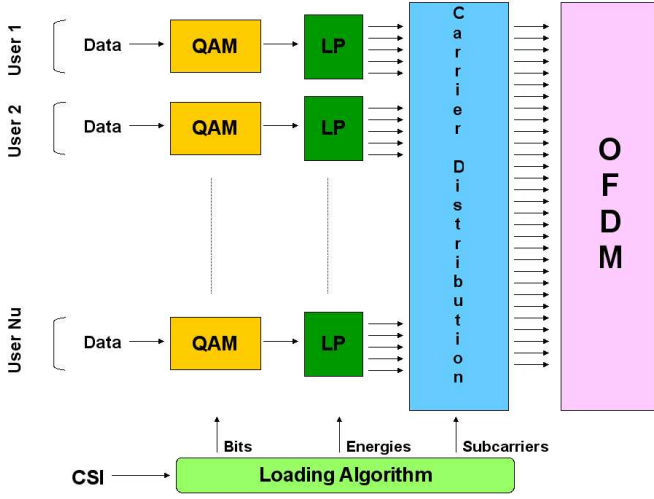 User 1 Data QAM LP
User 2 Data QAM LP
User Nu Data QAM LP
Carrier Distribution
OFDM
Bits Energies Subcarriers
CSI Loading Algorithm